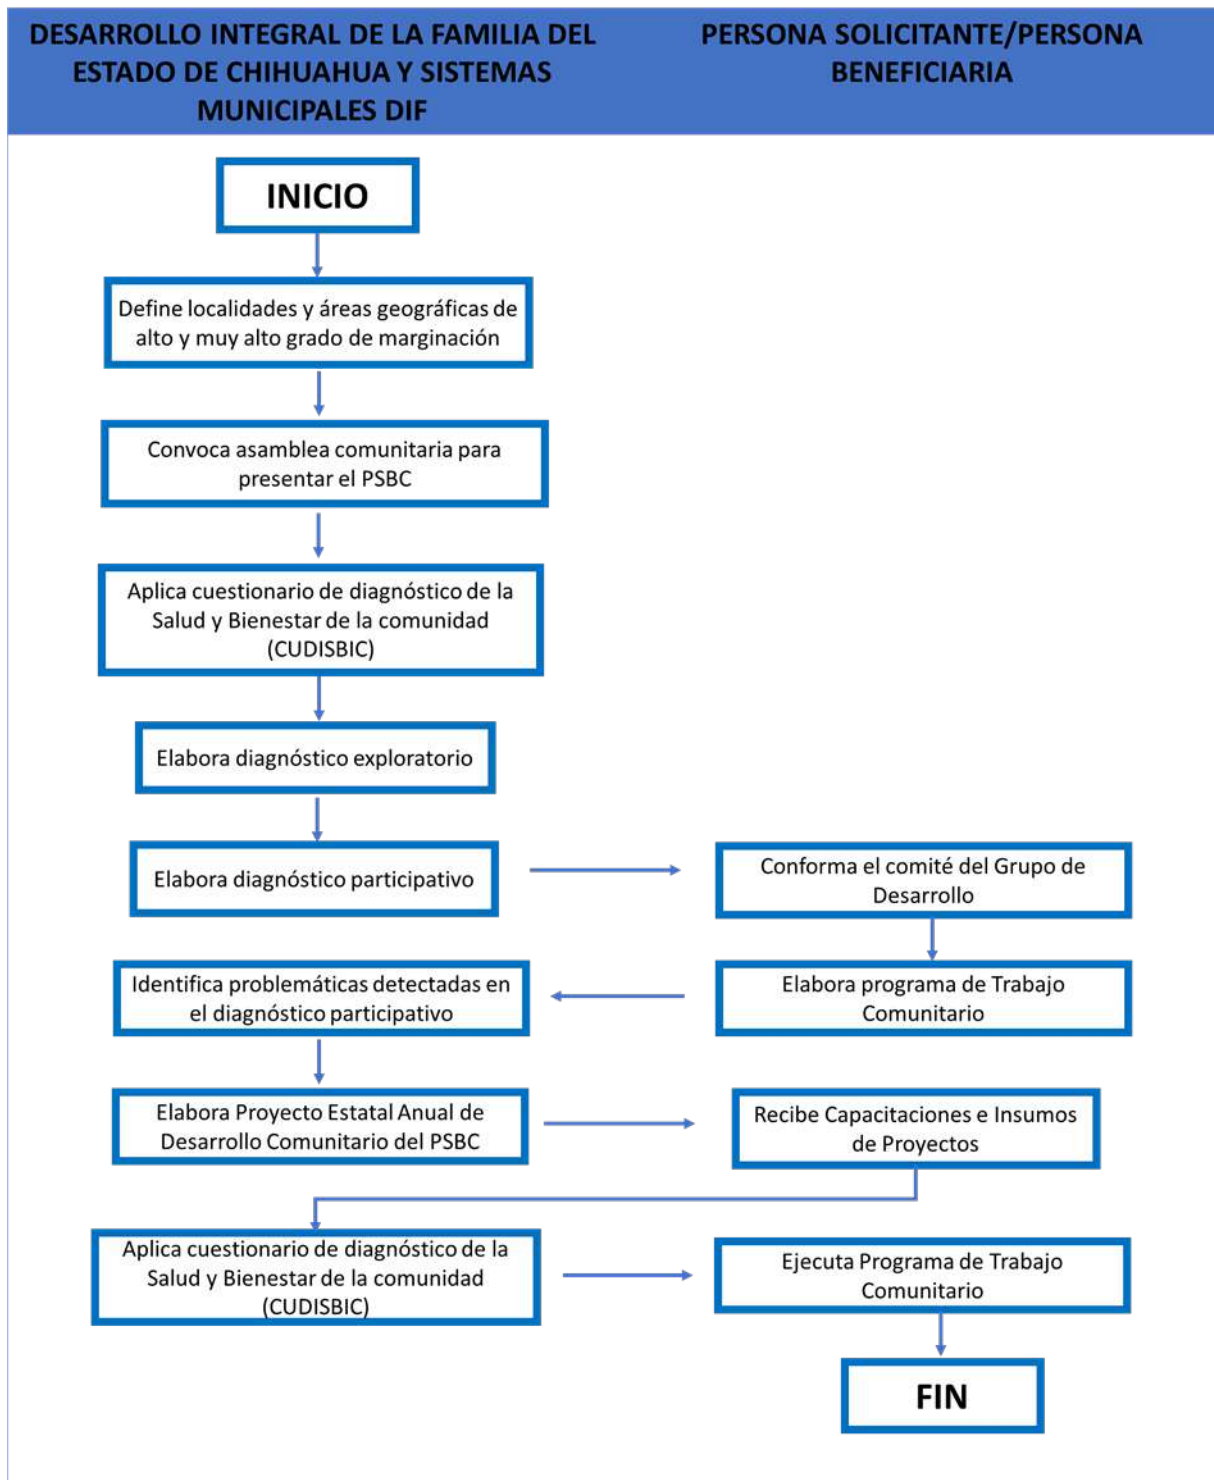 DESARROLLO INTEGRAL DE LA FAMILIA DEL
ESTADO DE CHIHUAHUA Y SISTEMAS
MUNICIPALES DIF
PERSONA SOLICITANTE/PERSONA
BENEFICIARIA
INICIO
Define localidades y áreas geográficas de
alto y muy alto grado de marginación
Convoca asamblea comunitaria para
presentar el PSBC
Aplica cuestionario de diagnóstico de la
Salud y Bienestar de la comunidad
(CUDISBIC)
Elabora diagnóstico exploratorio
Elabora diagnóstico participativo
Conforma el comité del Grupo de
Desarrollo
Elabora programa de Trabajo
Comunitario
Identifica problemáticas detectadas en
el diagnóstico participativo
Elabora Proyecto Estatal Anual de
Desarrollo Comunitario del PSBC
Recibe Capacitaciones e Insumos
de Proyectos
Aplica cuestionario de diagnóstico de la
Salud y Bienestar de la comunidad
(CUDISBIC)
Ejecuta Programa de Trabajo
Comunitario
FIN